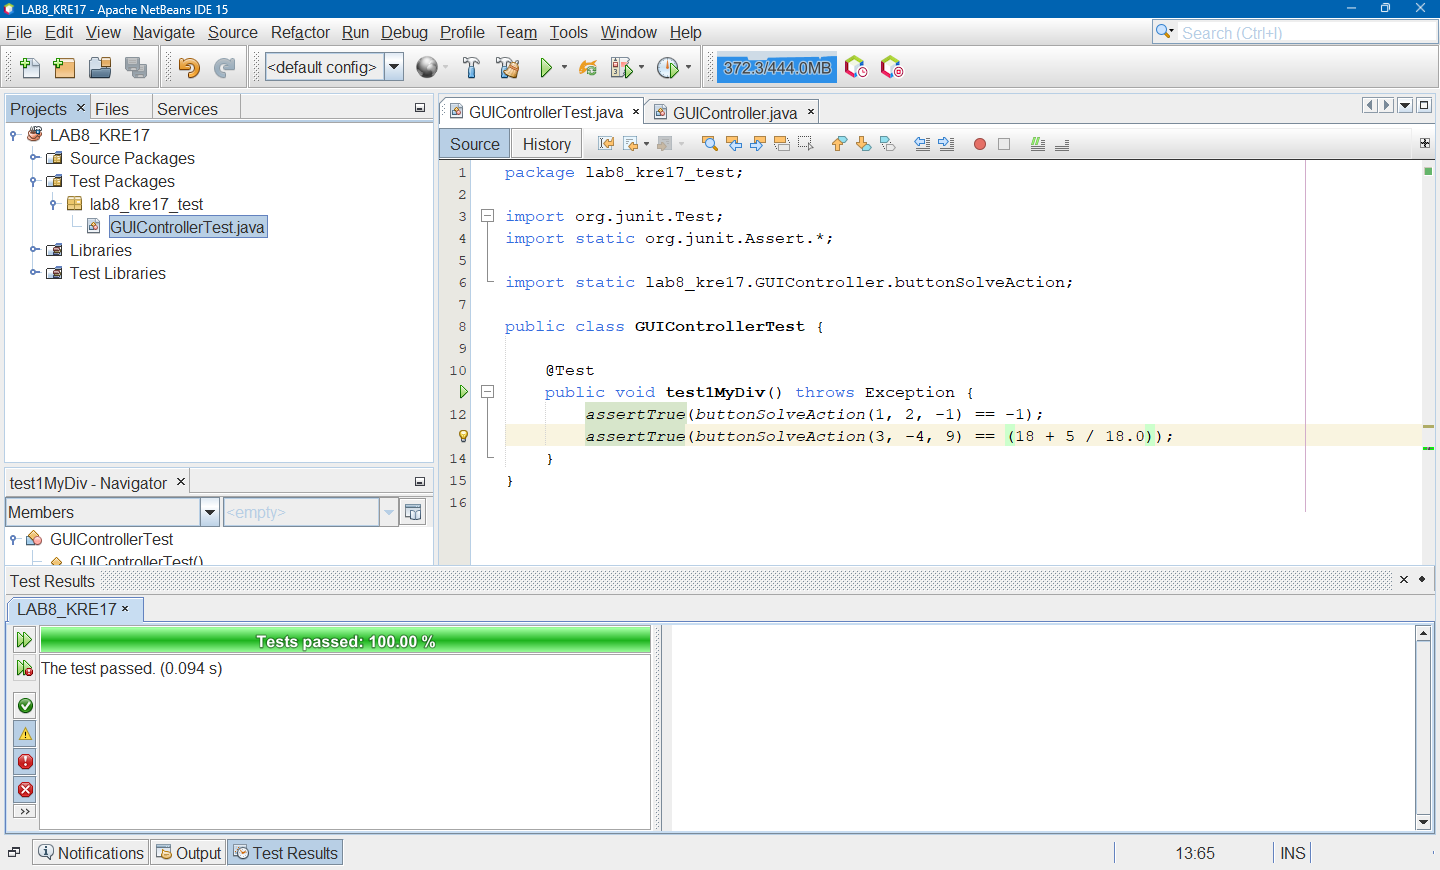 LAB8_KRE17 - Apache NetBeans IDE 15
File Edit View Navigate Source Refactor Run Debug Profile Team Tools Window Help
Search (Ctrl+I)
<default config>
372.3/444.0MB
Projects × Files Services
LAB8_KRE17
Source Packages
Test Packages
lab8_kre17_test
GUIControllerTest.java
Libraries
Test Libraries
GUIControllerTest.java × GUIController.java ×
Source History
1 package lab8_kre17_test;
2
3 import org.junit.Test;
4 import static org.junit.Assert.*;
5
6 import static lab8_kre17.GUIController.buttonSolveAction;
7
8 public class GUIControllerTest {
9
10 @Test
public void test1MyDiv() throws Exception {
12 assertTrue(buttonSolveAction(1, 2, -1) == -1);
assertTrue(buttonSolveAction(3, -4, 9) == (18 + 5 / 18.0));
14 }
15 }
16
test1MyDiv - Navigator ×
Members <empty>
GUIControllerTest
GUIControllerTest()
Test Results
LAB8_KRE17 ×
Tests passed: 100.00 %
The test passed. (0.094 s)
Notifications Output Test Results
13:65 INS